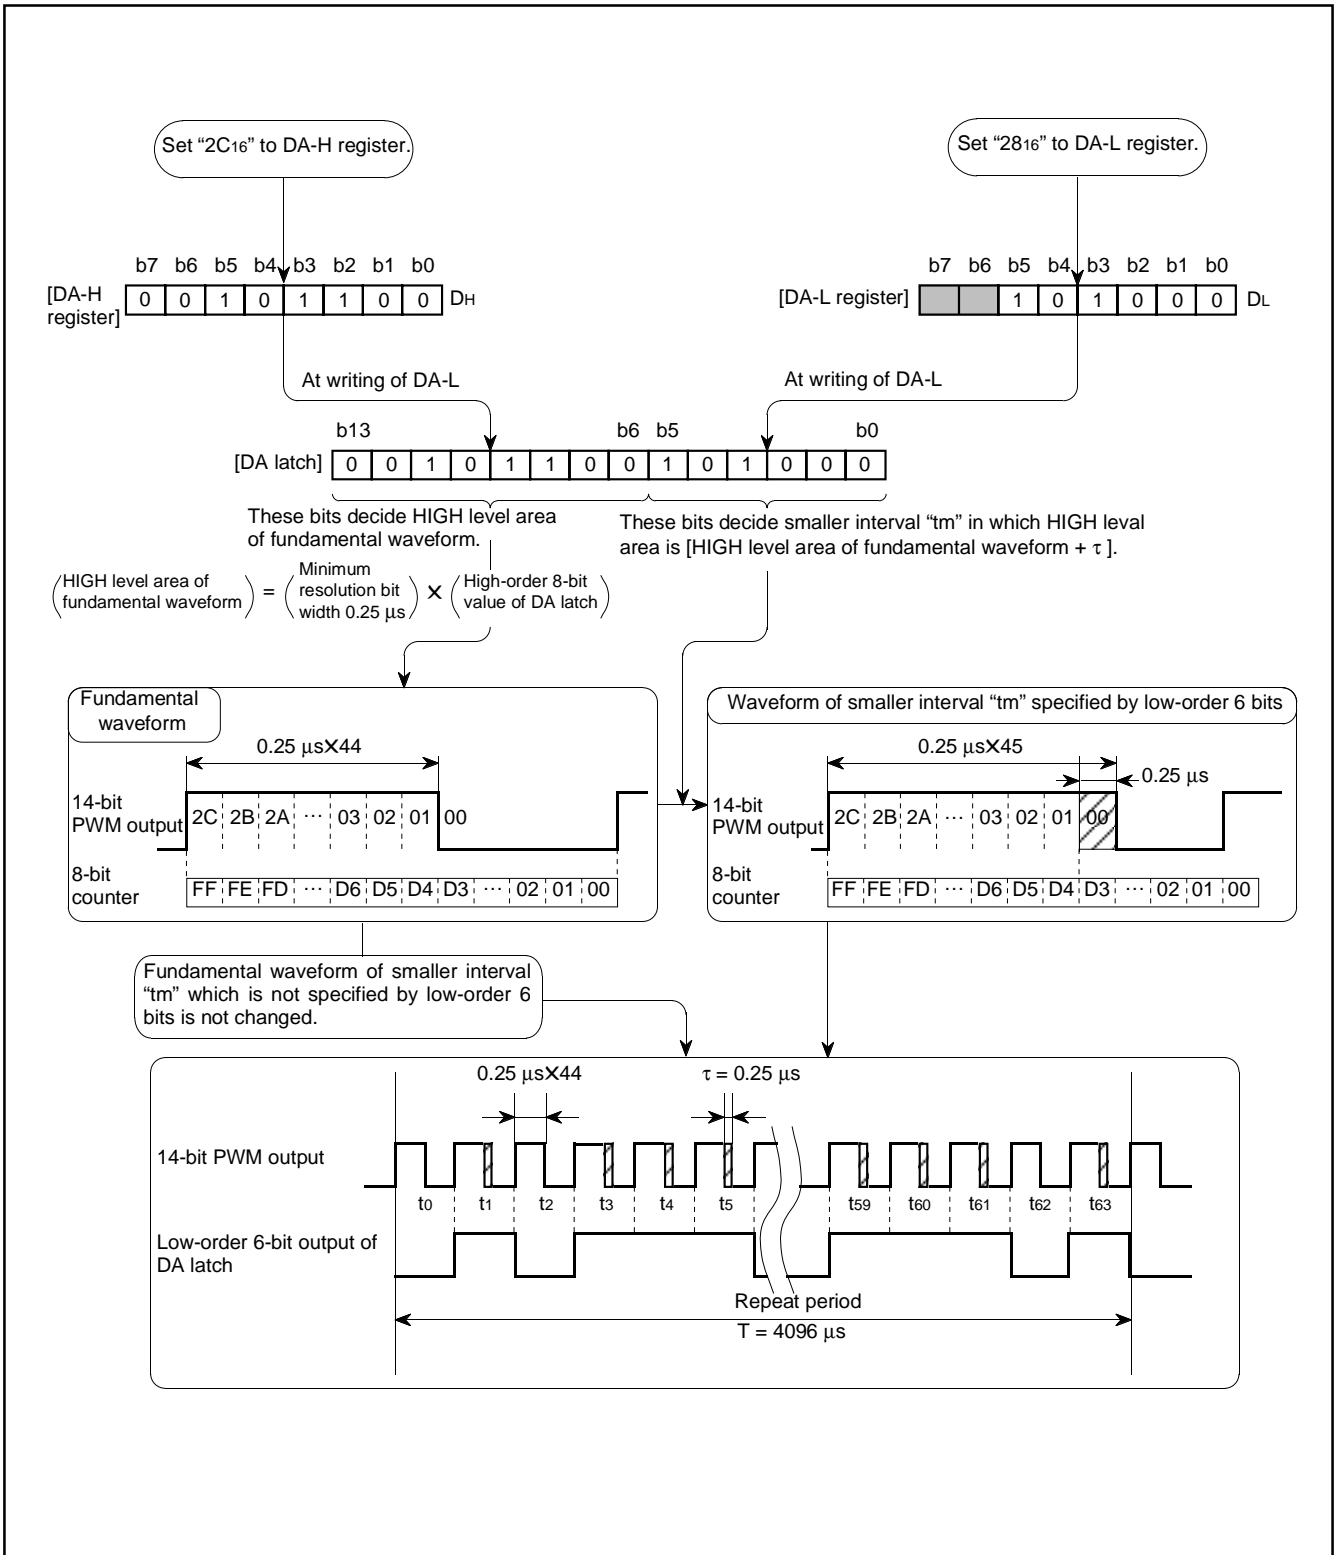 Set “2C16” to DA-H register.
Set “2816” to DA-L register.
b7 b6 b5 b4 b3 b2 b1 b0
b7 b6 b5 b4 b3 b2 b1 b0
[DA-H
register]
0 0 1 0 1 1 0 0 DH
[DA-L register]
1 0 1 0 0 0 DL
At writing of DA-L
At writing of DA-L
b13 b6 b5 b0
[DA latch] 0 0 1 0 1 1 0 0 1 0 1 0 0 0
These bits decide HIGH level area
of fundamental waveform.
These bits decide smaller interval “tm” in which HIGH leval
area is [HIGH level area of fundamental waveform + τ ].
(HIGH level area of
fundamental waveform) = (Minimum
resolution bit
width 0.25 μs) × (High-order 8-bit
value of DA latch)
Fundamental
waveform
0.25 μs×44
14-bit
PWM output
2C 2B 2A ··· 03 02 01 00
8-bit
counter
FF FE FD ··· D6 D5 D4 D3 ··· 02 01 00
Waveform of smaller interval “tm” specified by low-order 6 bits
0.25 μs×45
0.25 μs
14-bit
PWM output
2C 2B 2A ··· 03 02 01 00
8-bit
counter
FF FE FD ··· D6 D5 D4 D3 ··· 02 01 00
Fundamental waveform of smaller interval
“tm” which is not specified by low-order 6
bits is not changed.
0.25 μs×44
τ = 0.25 μs
14-bit PWM output
t0 t1 t2 t3 t4 t5 t59 t60 t61 t62 t63
Low-order 6-bit output of
DA latch
Repeat period
T = 4096 μs